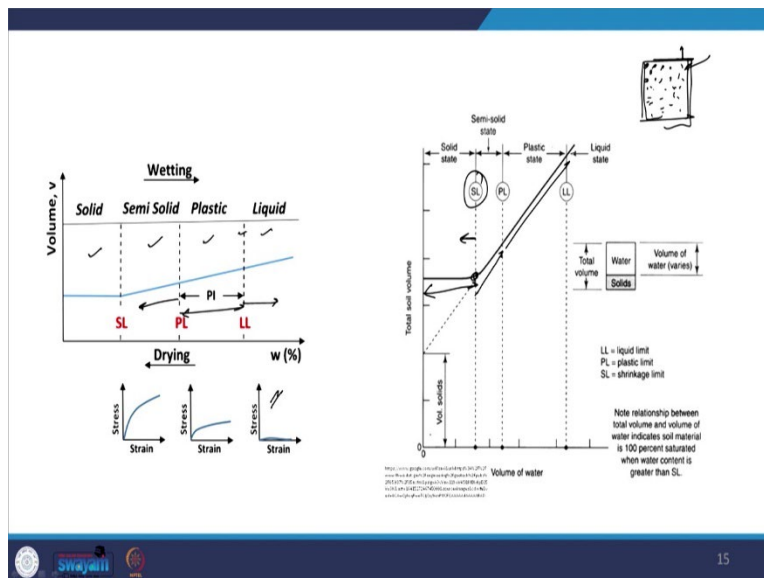 Wetting
Solid Semi Solid Plastic Liquid
Volume, v
PI
SL PL LL
Drying
w (%)
Stress
Strain
Stress
Strain
Stress
Strain
Semi-solid
state
Solid
state
Plastic
state
Liquid
state
SL
PL
LL
Total soil volume
Vol. solids
0
0
Volume of water
Total
volume
Water
Solids
Volume of
water (varies)
LL = liquid limit
PL = plastic limit
SL = shrinkage limit
Note relationship between
total volume and volume of
water indicates soil material
is 100 percent saturated
when water content is
greater than SL.
swayam
15